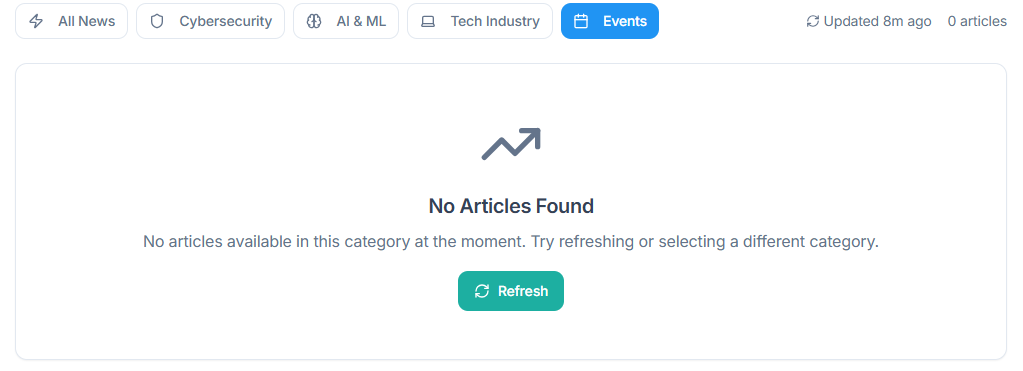 All News Cybersecurity AI & ML Tech Industry Events Updated 8m ago 0 articles
No Articles Found
No articles available in this category at the moment. Try refreshing or selecting a different category.
Refresh